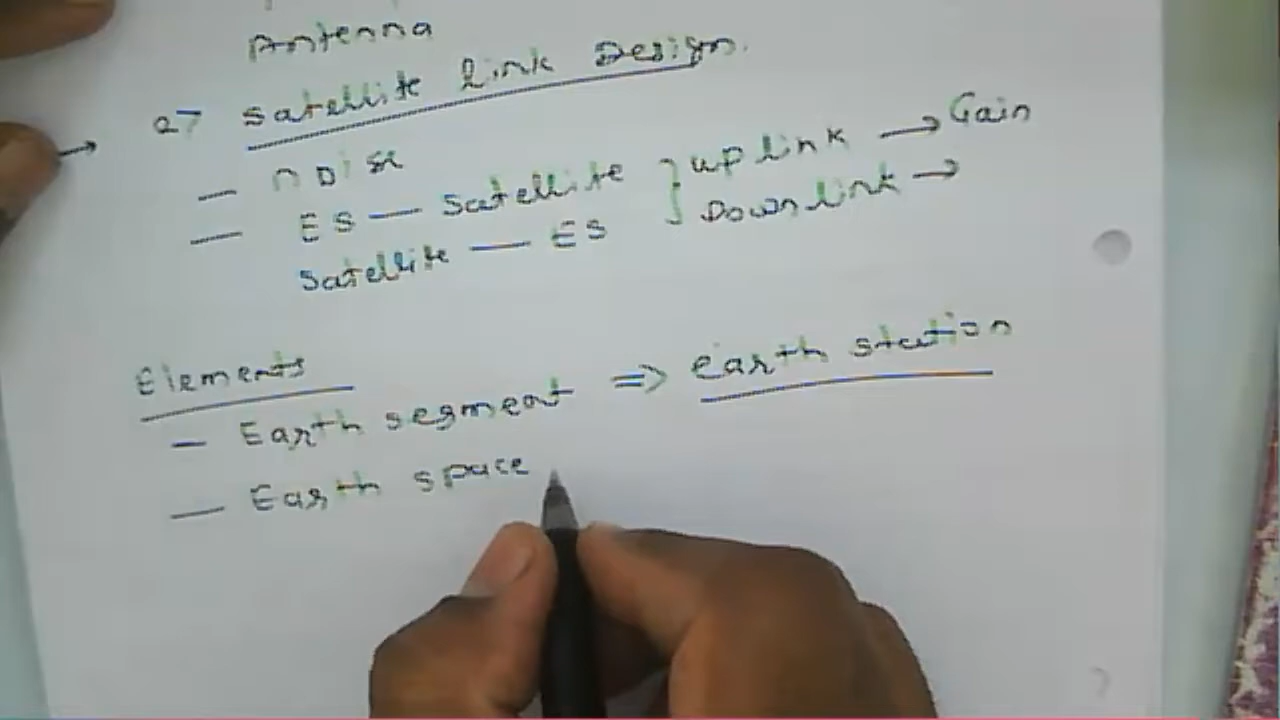 Antenna
→ 27 Satellite link Design.
— noise
— ES — Satellite } uplink → Gain
Satellite — ES } Downlink →
Elements
— Earth segment => earth station
— Earth space